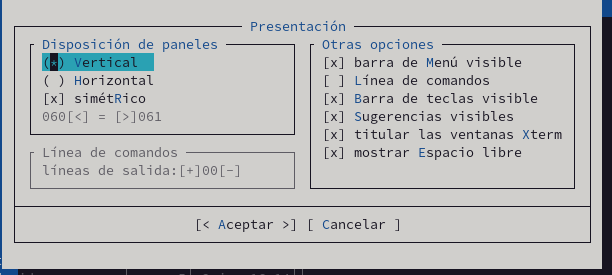 Presentación
Disposición de paneles
(*) Vertical
( ) Horizontal
[x] simétRico
060[<] = [>]061
Línea de comandos
líneas de salida:[+]00[-]
Otras opciones
[x] barra de Menú visible
[ ] Línea de comandos
[x] Barra de teclas visible
[x] Sugerencias visibles
[x] titular las ventanas Xterm
[x] mostrar Espacio libre
[< Aceptar >] [ Cancelar ]